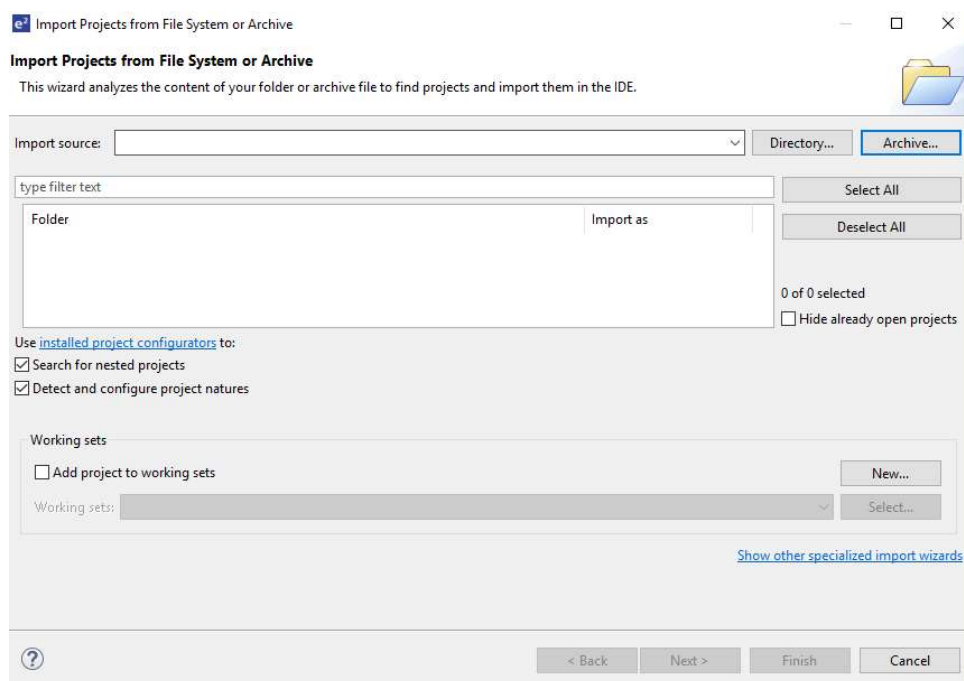 e² Import Projects from File System or Archive
Import Projects from File System or Archive
This wizard analyzes the content of your folder or archive file to find projects and import them in the IDE.
Import source: Directory... Archive...
type filter text Select All
Folder Import as
Deselect All
0 of 0 selected
Hide already open projects
Use installed project configurators to:
Search for nested projects
Detect and configure project natures
Working sets
Add project to working sets New...
Working sets: Select...
Show other specialized import wizards
? < Back Next > Finish Cancel